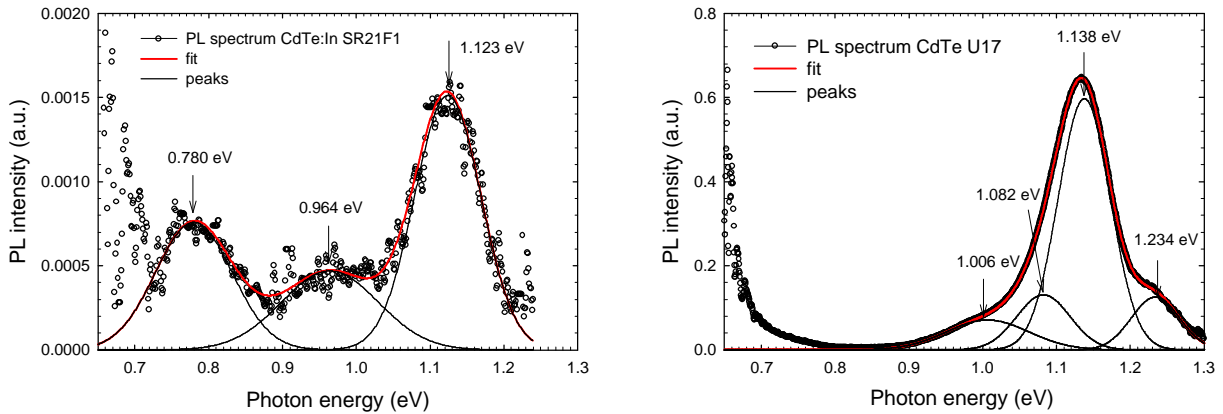 PL spectrum CdTe:In SR21F1
fit
peaks
1.123 eV
0.780 eV
0.964 eV
0.0020
0.0015
0.0010
0.0005
0.0000
PL intensity (a.u.)
0.7 0.8 0.9 1.0 1.1 1.2 1.3
Photon energy (eV)
PL spectrum CdTe U17
fit
peaks
1.138 eV
1.082 eV
1.006 eV
1.234 eV
0.8
0.6
0.4
0.2
0.0
PL intensity (a.u.)
0.7 0.8 0.9 1.0 1.1 1.2 1.3
Photon energy (eV)